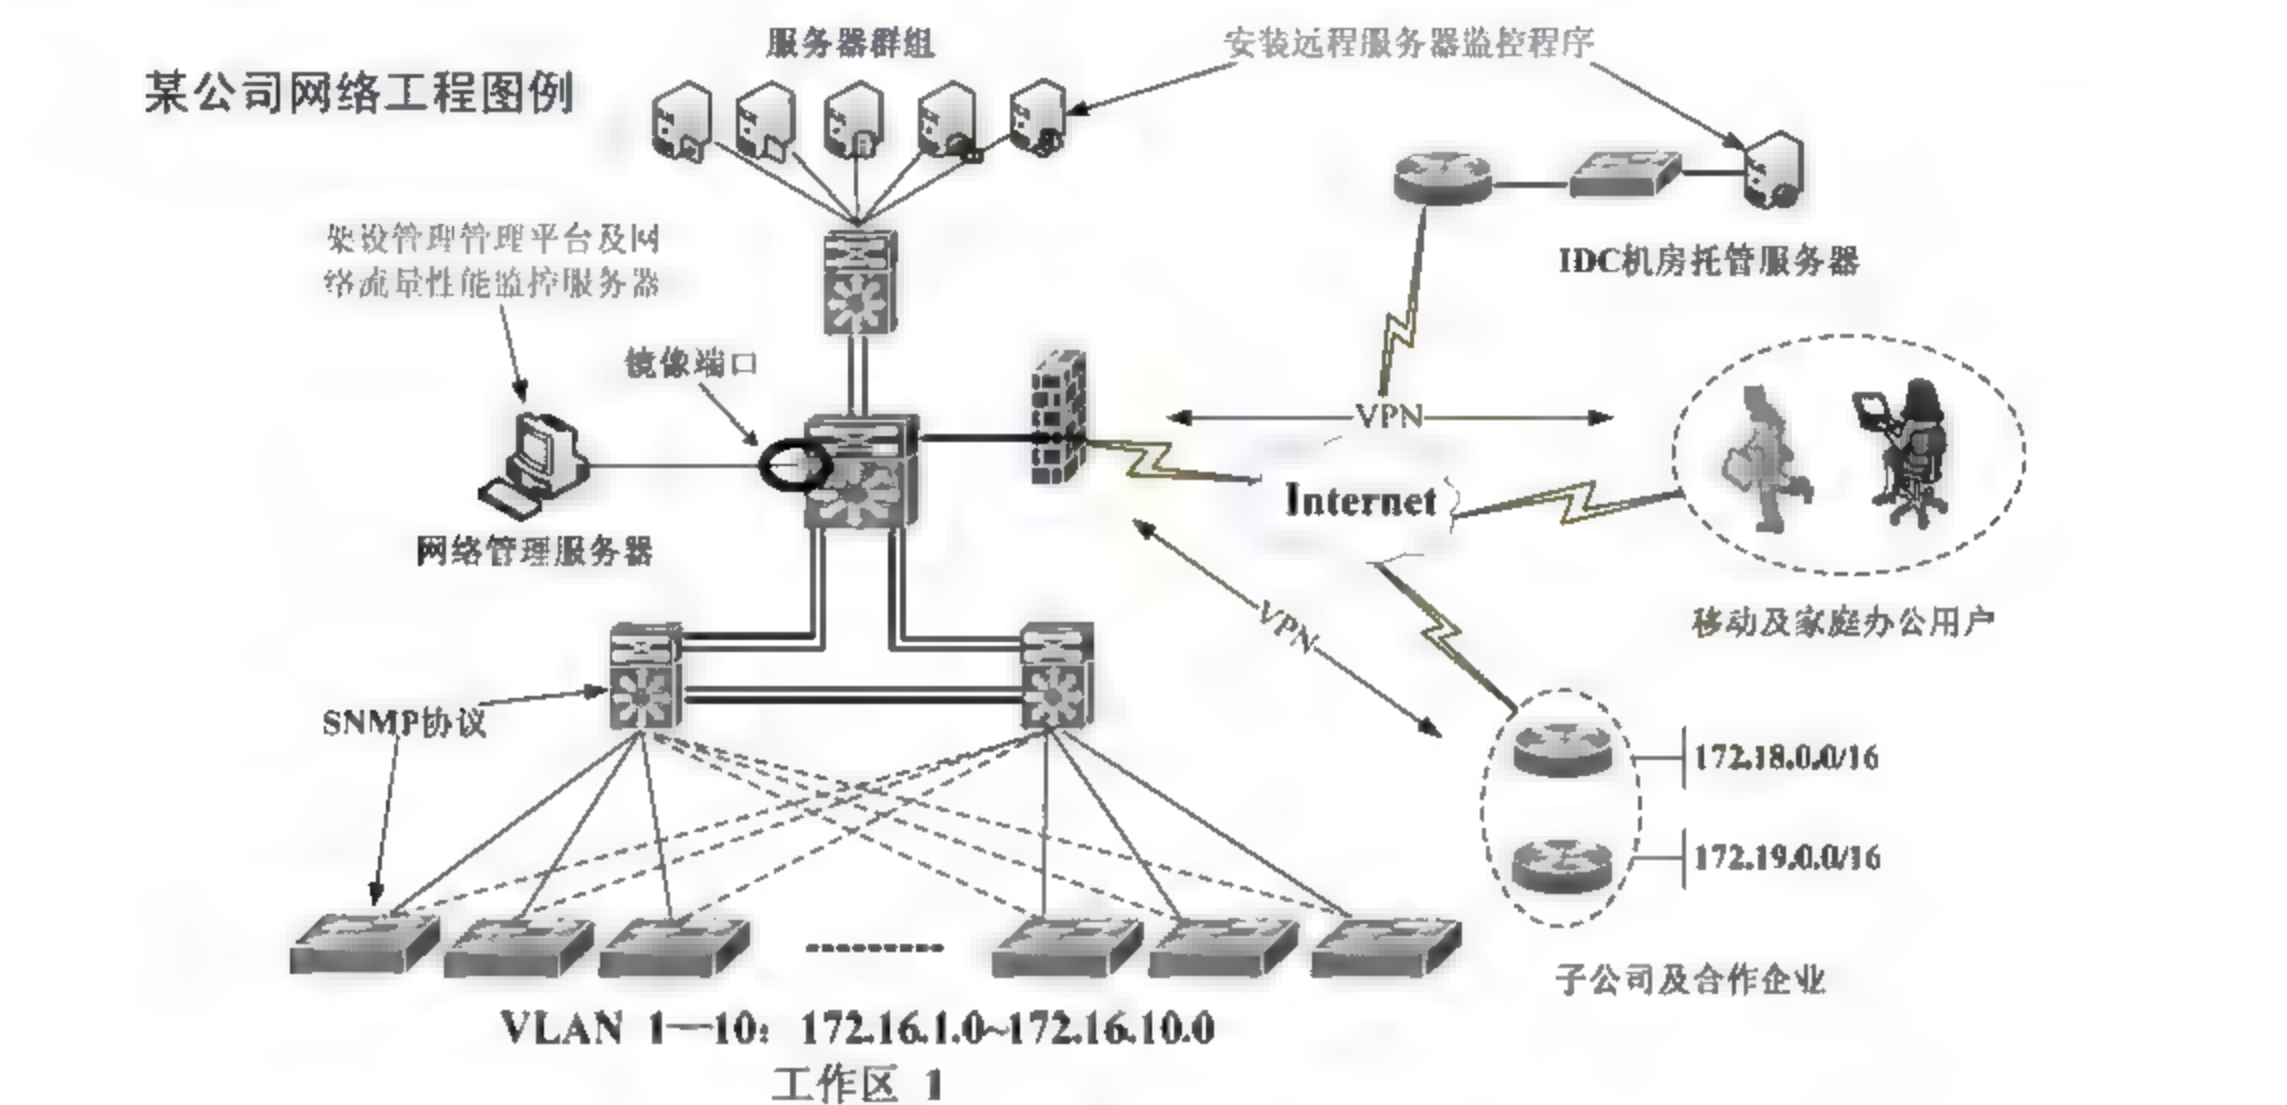 某公司网络工程图例
服务器群组
安装远程服务器监控程序
架设管理管理平台及网
络流量性能监控服务器
镜像端口
IDC机房托管服务器
VPN
Internet
网络管理服务器
移动及家庭办公用户
VPN
SNMP协议
172.18.0.0/16
172.19.0.0/16
子公司及合作企业
VLAN 1—10: 172.16.1.0~172.16.10.0
工作区 1